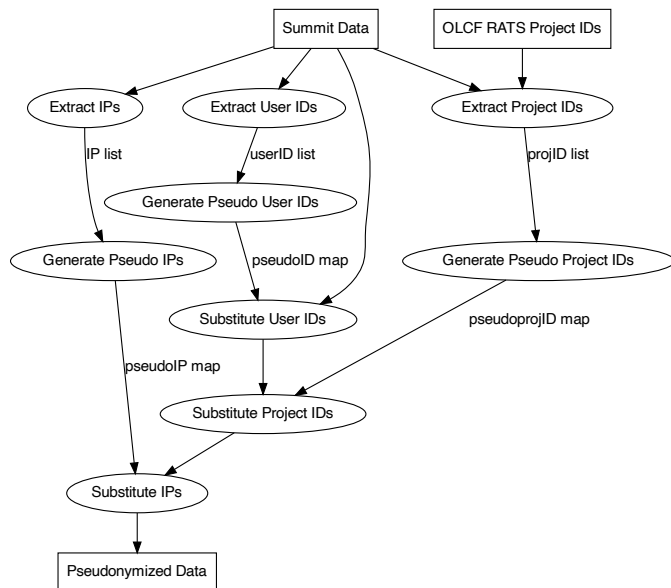 Summit Data
OLCF RATS Project IDs
Extract IPs
Extract User IDs
Extract Project IDs
IP list
userID list
projID list
Generate Pseudo User IDs
Generate Pseudo IPs
pseudoID map
Generate Pseudo Project IDs
Substitute User IDs
pseudoprojID map
pseudoIP map
Substitute Project IDs
Substitute IPs
Pseudonymized Data